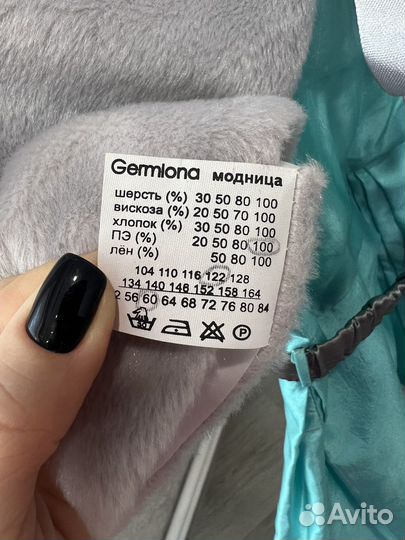 Germiona модница
шерсть (%) 30 50 80 100
вискоза (%) 20 50 70 100
хлопок (%) 30 50 80 100
ПЭ (%) 20 50 80 100
лён (%) 50 80 100
104 110 116 122 128
134 140 146 152 158 164
2 56 60 64 68 72 76 80 84
P
Avito